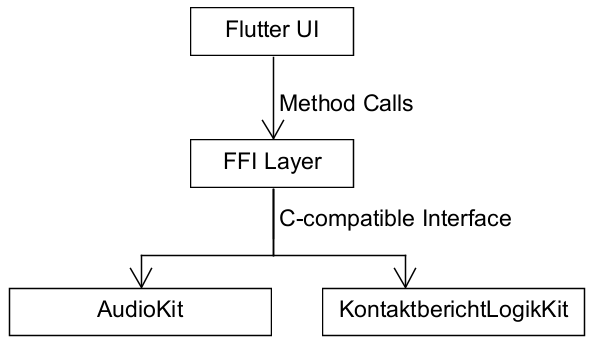 Flutter UI
Method Calls
FFI Layer
C-compatible Interface
AudioKit
KontaktberichtLogikKit